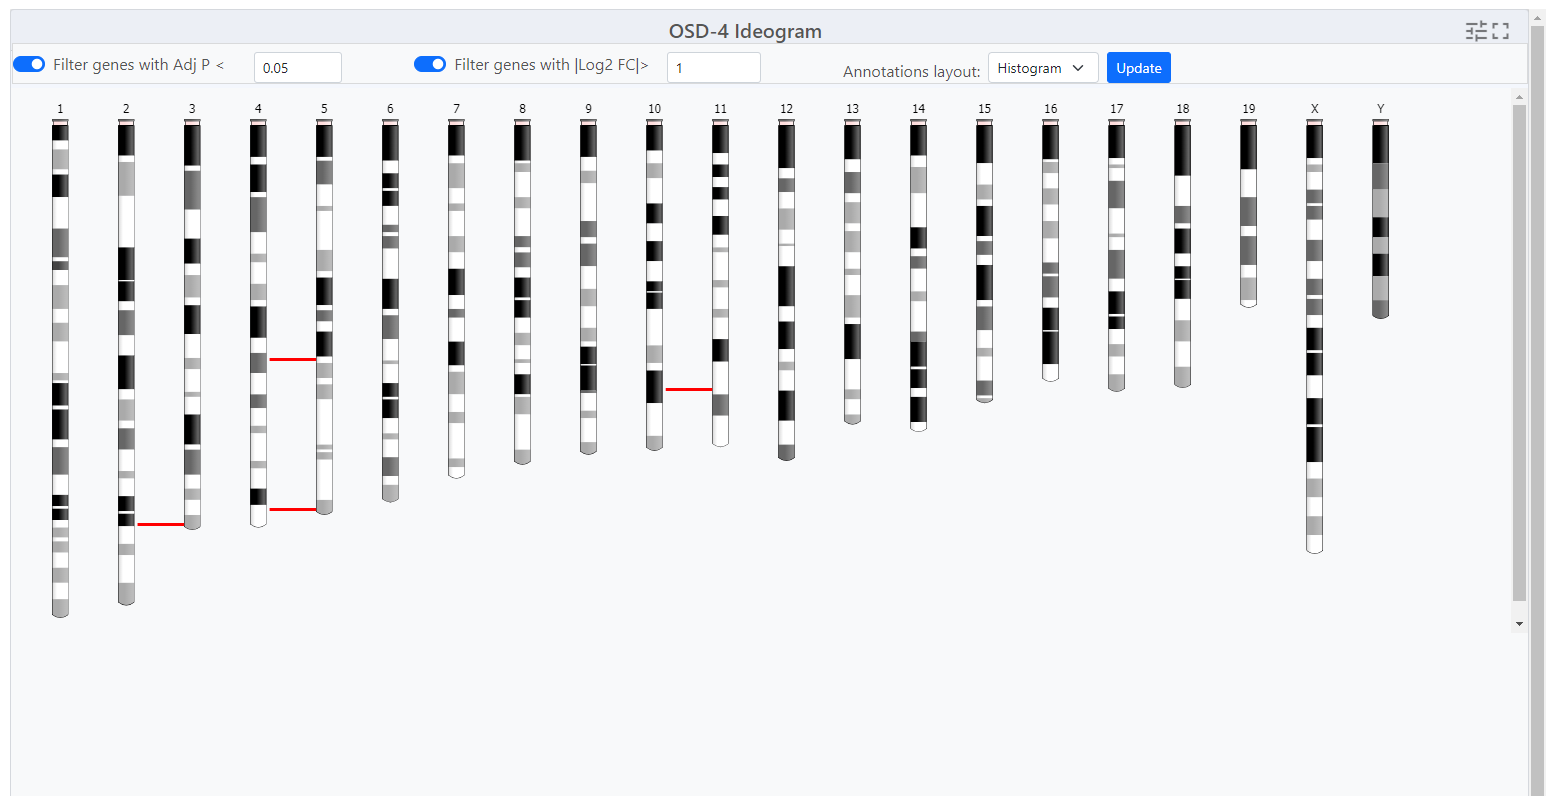 OSD-4 Ideogram
Filter genes with Adj P < 0.05 Filter genes with |Log2 FC|> 1 Annotations layout: Histogram Update
1 2 3 4 5 6 7 8 9 10 11 12 13 14 15 16 17 18 19 X Y